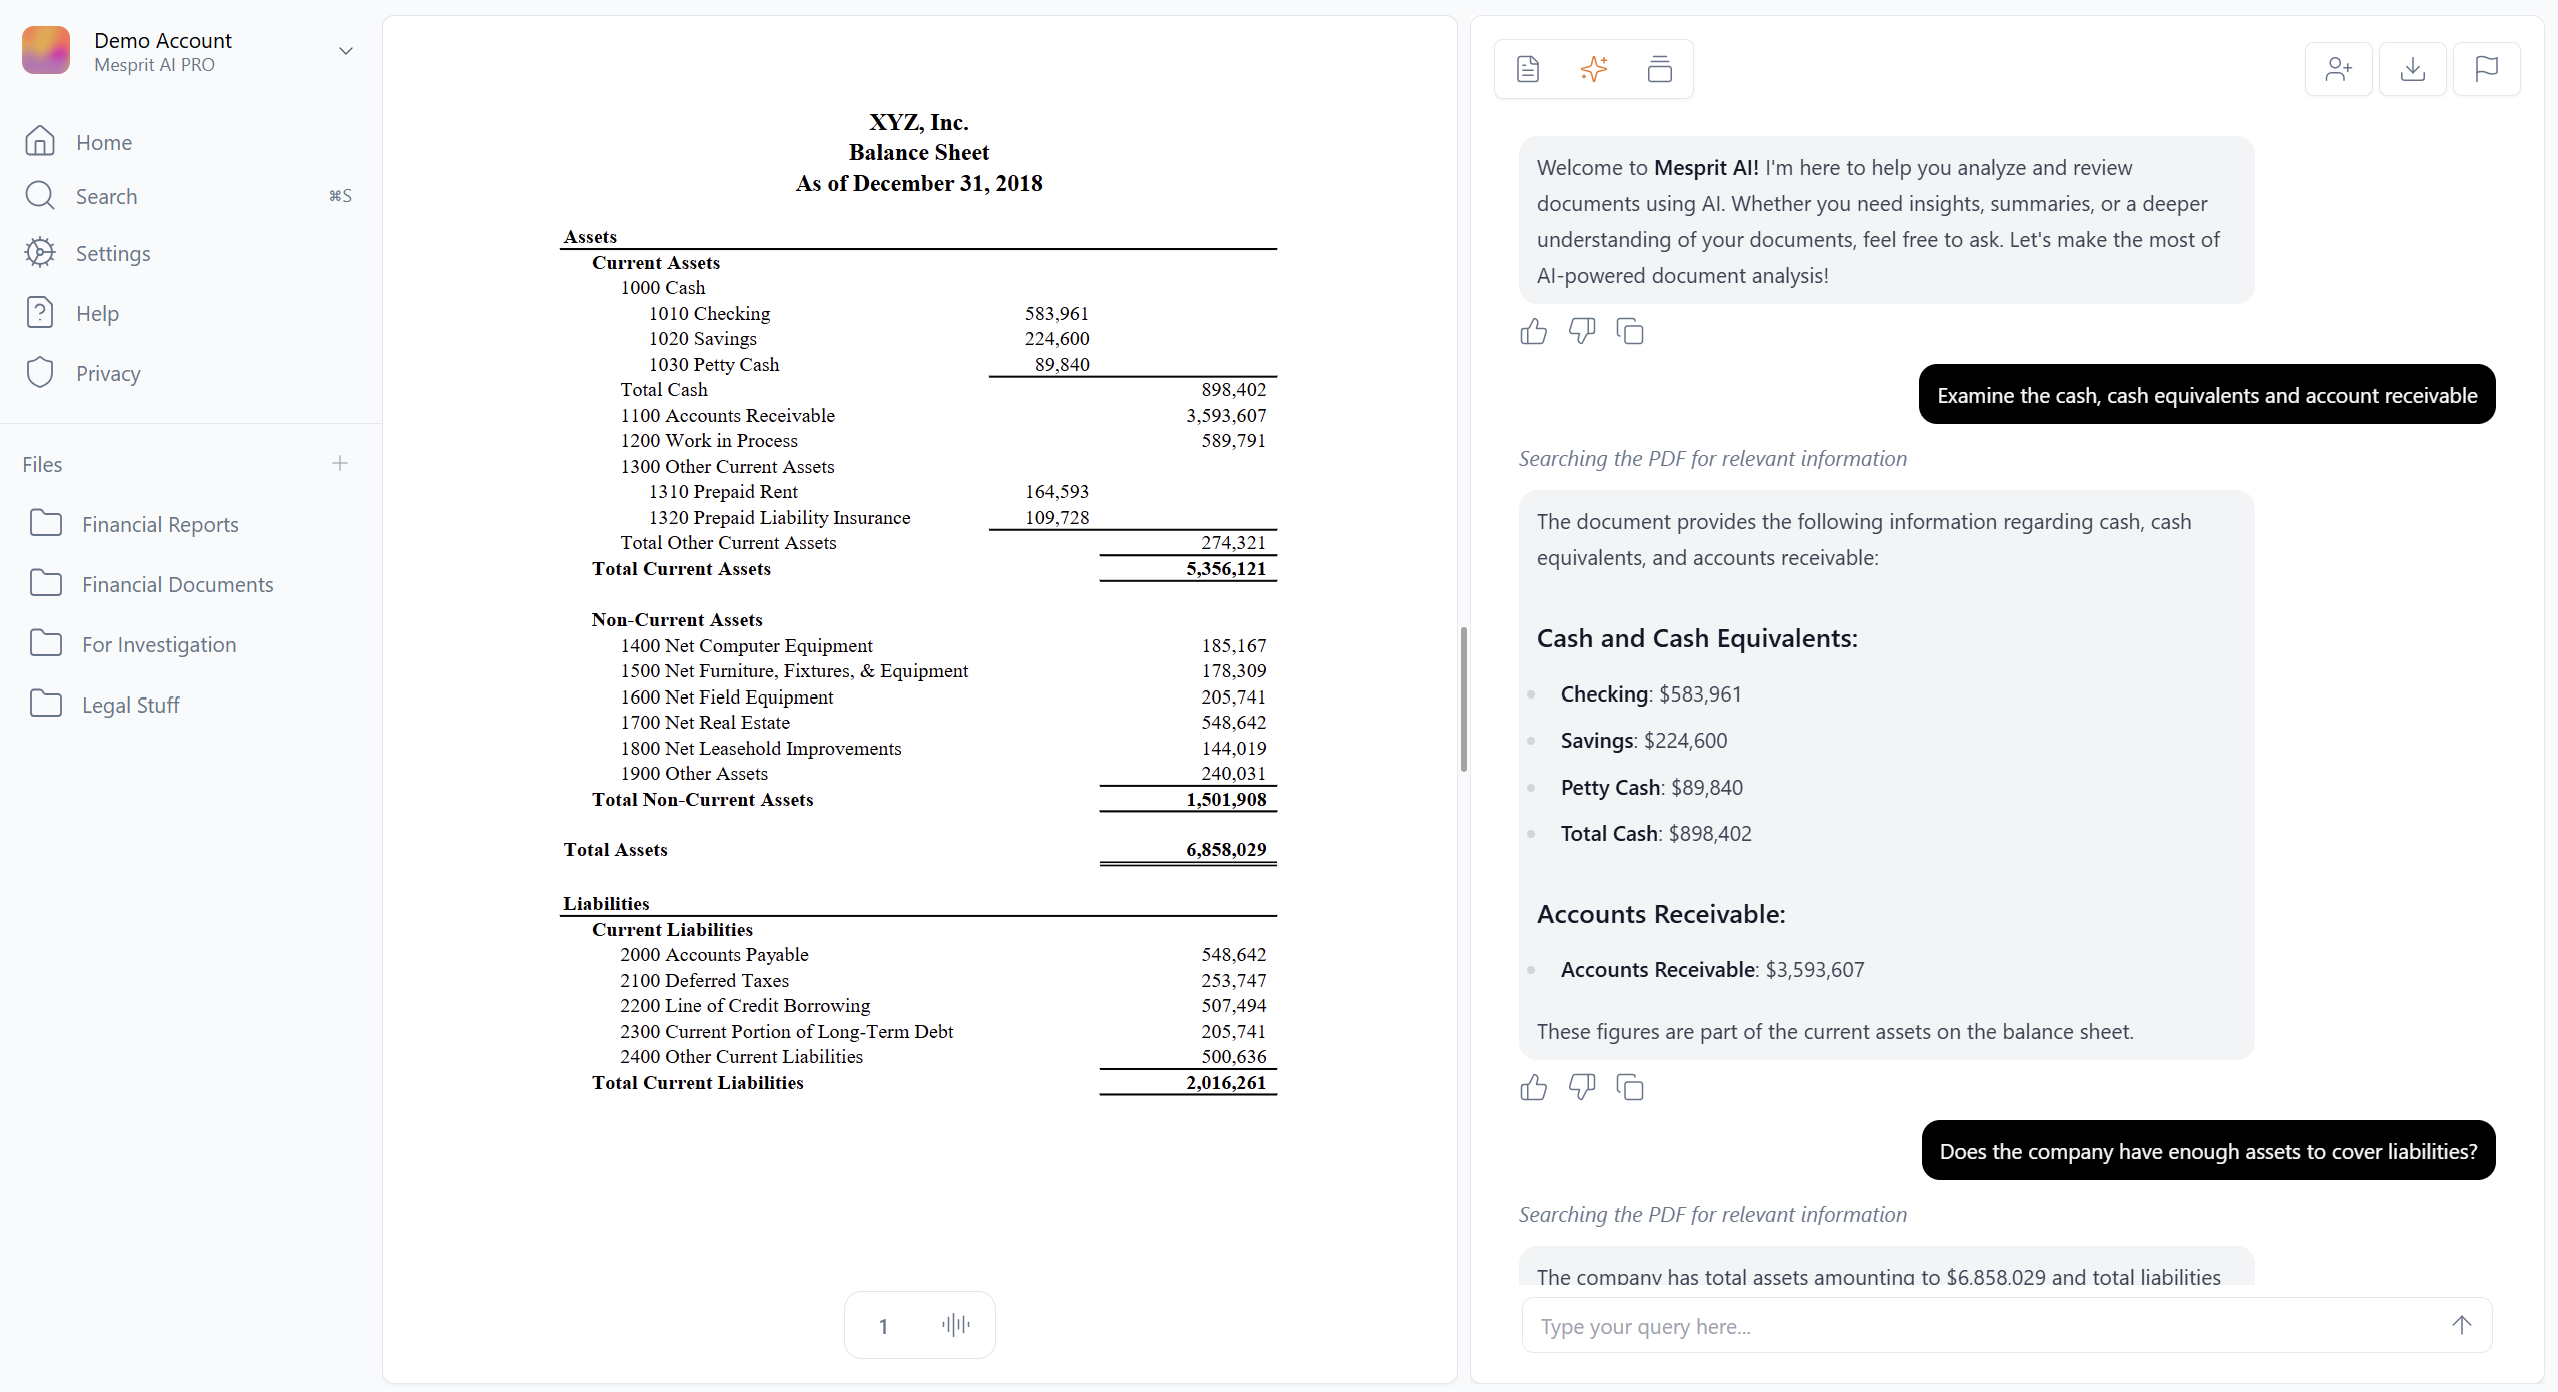 Demo Account
Mesprit AI PRO
Home
Search ⌘S
Settings
Help
Privacy
Files
Financial Reports
Financial Documents
For Investigation
Legal Stuff
XYZ, Inc.
Balance Sheet
As of December 31, 2018
Assets
Current Assets
1000 Cash
1010 Checking 583,961
1020 Savings 224,600
1030 Petty Cash 89,840
Total Cash 898,402
1100 Accounts Receivable 3,593,607
1200 Work in Process 589,791
1300 Other Current Assets
1310 Prepaid Rent 164,593
1320 Prepaid Liability Insurance 109,728
Total Other Current Assets 274,321
Total Current Assets 5,356,121
Non-Current Assets
1400 Net Computer Equipment 185,167
1500 Net Furniture, Fixtures, & Equipment 178,309
1600 Net Field Equipment 205,741
1700 Net Real Estate 548,642
1800 Net Leasehold Improvements 144,019
1900 Other Assets 240,031
Total Non-Current Assets 1,501,908
Total Assets 6,858,029
Liabilities
Current Liabilities
2000 Accounts Payable 548,642
2100 Deferred Taxes 253,747
2200 Line of Credit Borrowing 507,494
2300 Current Portion of Long-Term Debt 205,741
2400 Other Current Liabilities 500,636
Total Current Liabilities 2,016,261
1
Welcome to Mesprit AI! I'm here to help you analyze and review
documents using AI. Whether you need insights, summaries, or a deeper
understanding of your documents, feel free to ask. Let's make the most of
AI-powered document analysis!
Examine the cash, cash equivalents and account receivable
Searching the PDF for relevant information
The document provides the following information regarding cash, cash
equivalents, and accounts receivable:
Cash and Cash Equivalents:
Checking: $583,961
Savings: $224,600
Petty Cash: $89,840
Total Cash: $898,402
Accounts Receivable:
Accounts Receivable: $3,593,607
These figures are part of the current assets on the balance sheet.
Does the company have enough assets to cover liabilities?
Searching the PDF for relevant information
The company has total assets amounting to $6,858,029 and total liabilities
Type your query here...